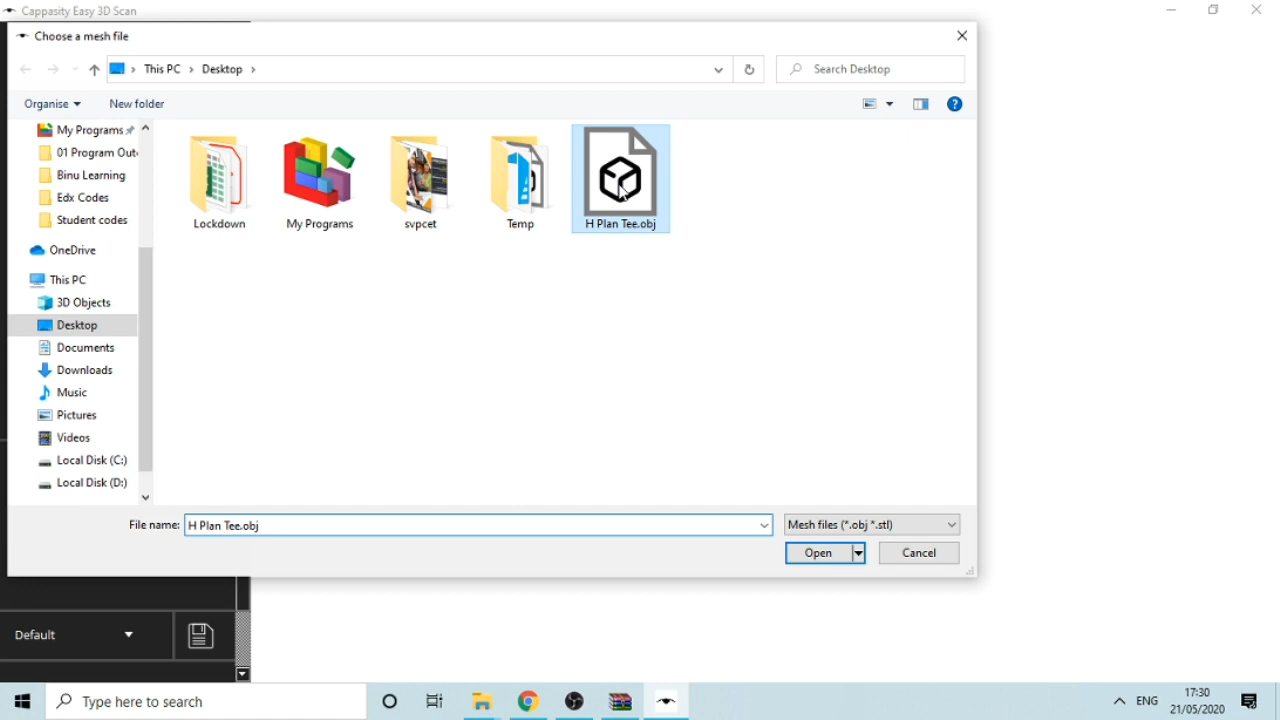 Cappasity Easy 3D Scan
Choose a mesh file
This PC
Desktop
Search Desktop
Organise
New folder
My Programs
01 Program Out
Binu Learning
Edx Codes
Student codes
OneDrive
This PC
3D Objects
Desktop
Documents
Downloads
Music
Pictures
Videos
Local Disk (C:)
Local Disk (D:)
Lockdown
My Programs
svpcet
Temp
H Plan Tee.obj
File name:
H Plan Tee.obj
Mesh files (*.obj *.stl)
Open
Cancel
Default
Type here to search
ENG
17:30
21/05/2020